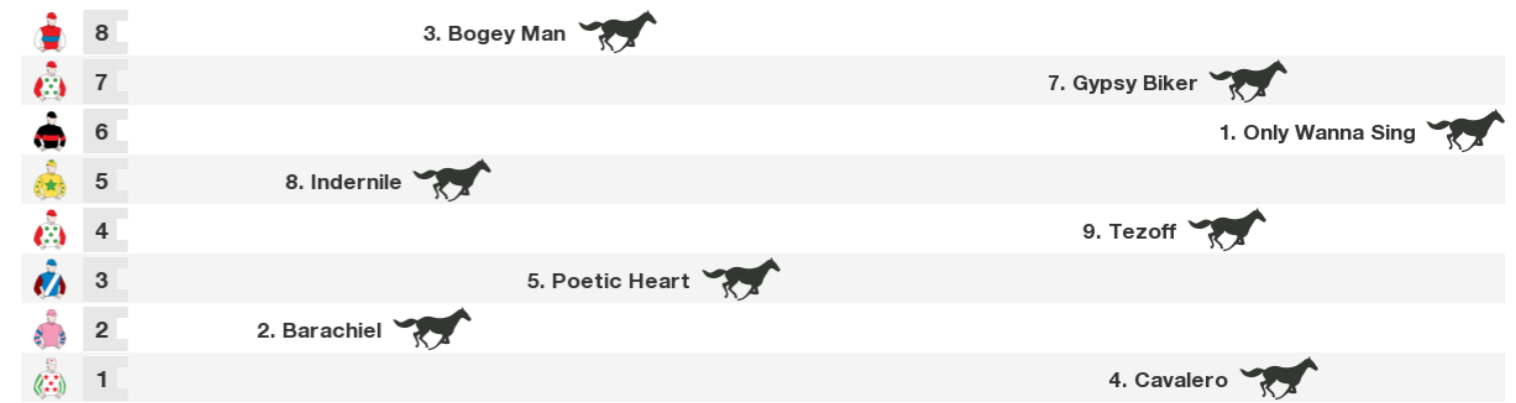 8 3. Bogey Man
7 7. Gypsy Biker
6 1. Only Wanna Sing
5 8. Indernile
4 9. Tezoff
3 5. Poetic Heart
2 2. Barachiel
1 4. Cavalero